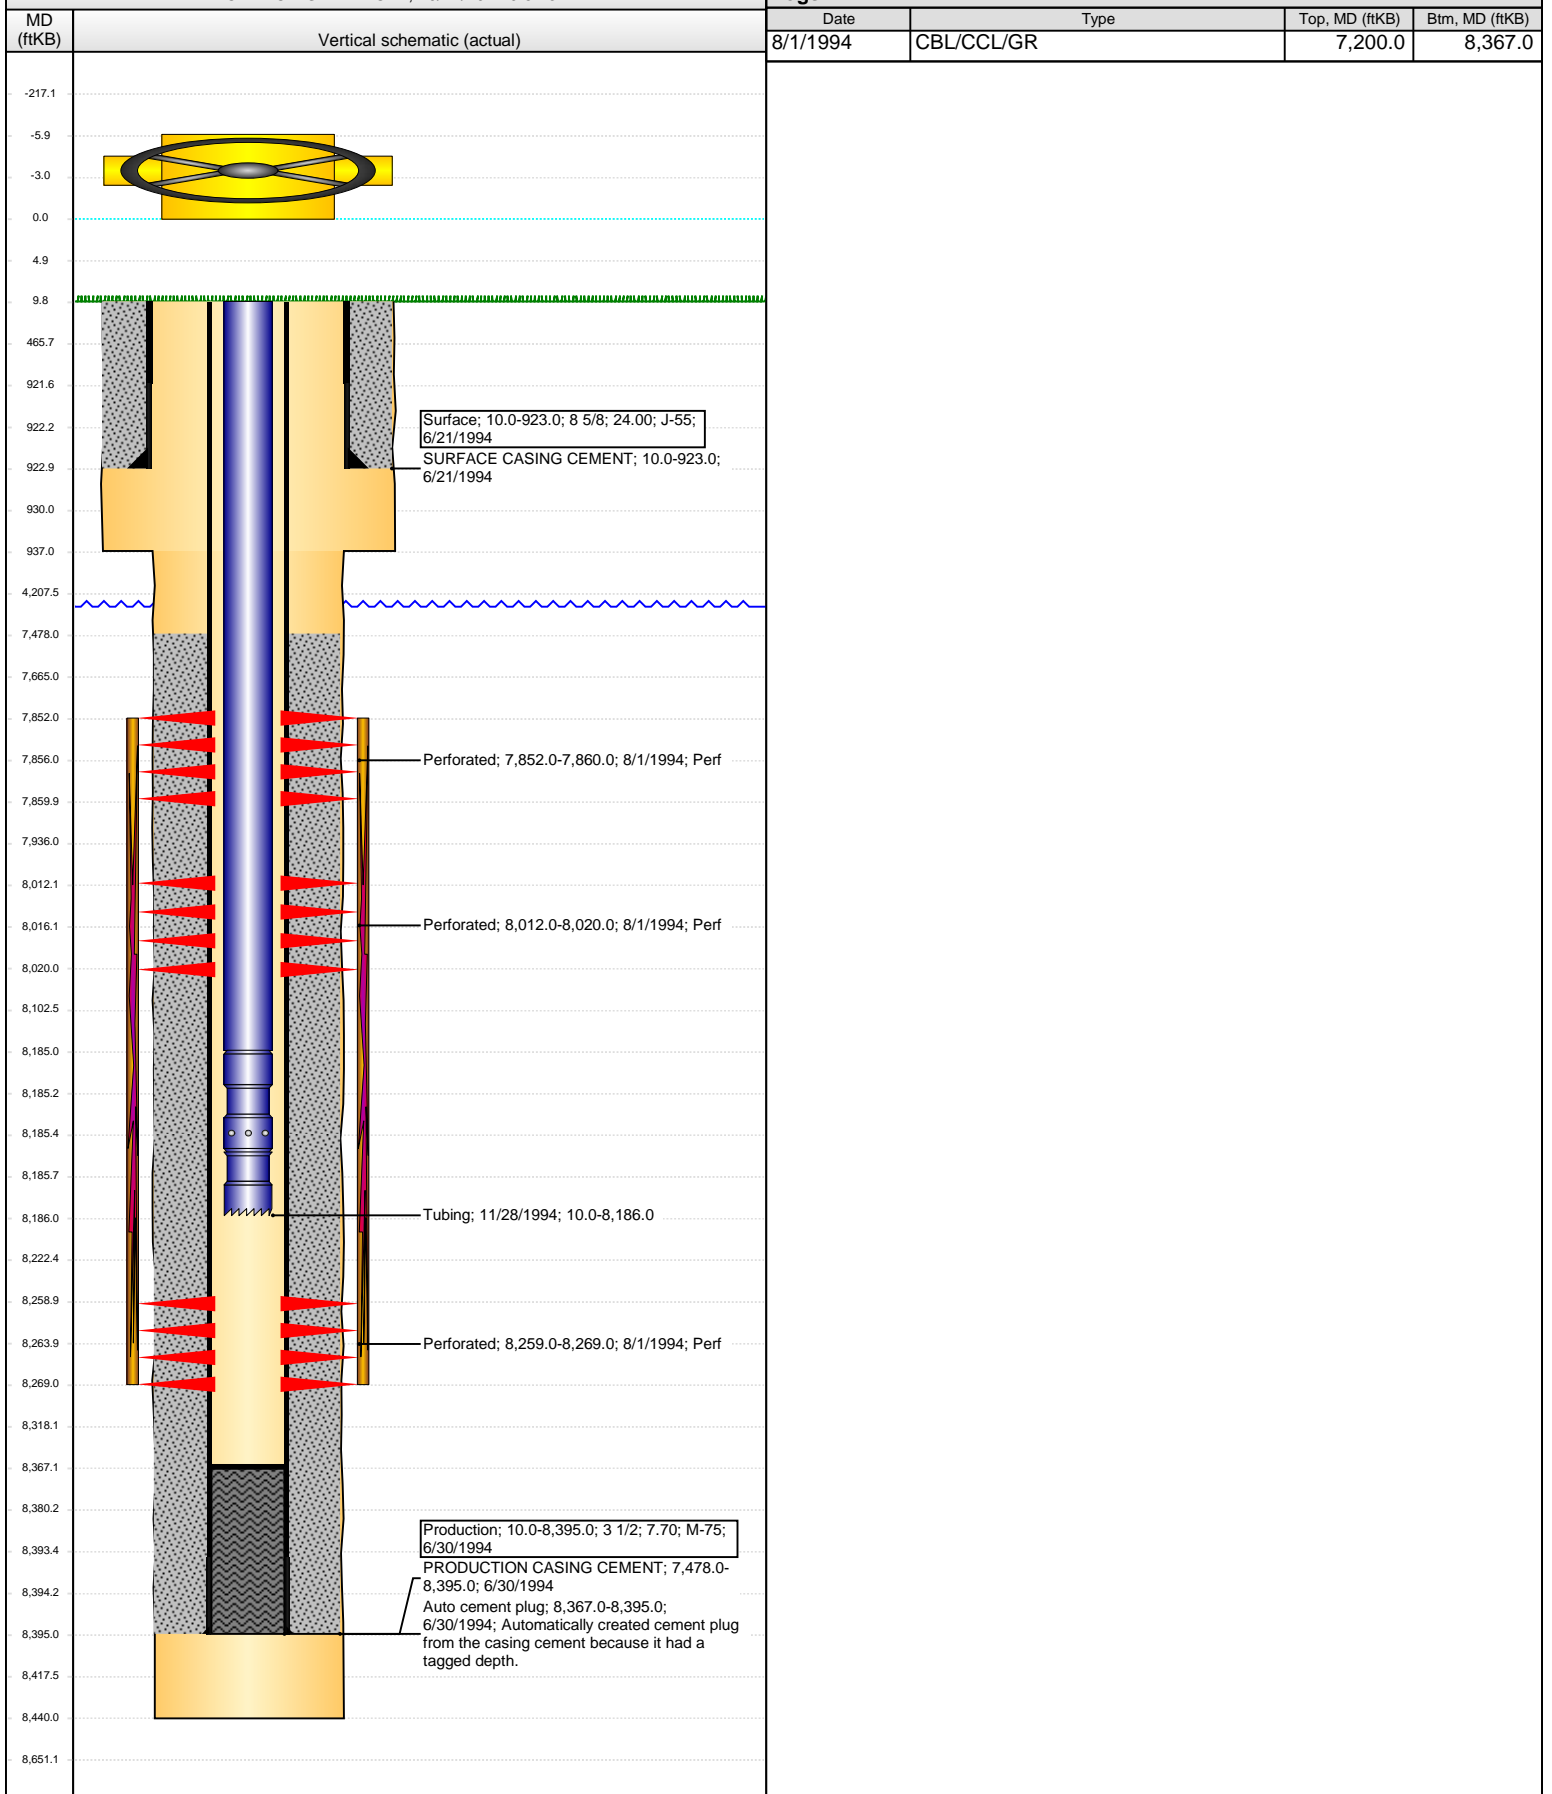 MD
(ftKB)
Vertical schematic (actual)
Date Type Top, MD (ftKB) Btm, MD (ftKB)
8/1/1994 CBL/CCL/GR 7,200.0 8,367.0
-217.1
-5.9
-3.0
0.0
4.9
9.8
465.7
921.6
922.2
922.9
930.0
937.0
4,207.5
7,478.0
7,665.0
7,852.0
7,856.0
7,859.9
7,936.0
8,012.1
8,016.1
8,020.0
8,102.5
8,185.0
8,185.2
8,185.4
8,185.7
8,186.0
8,222.4
8,258.9
8,263.9
8,269.0
8,318.1
8,367.1
8,380.2
8,393.4
8,394.2
8,395.0
8,417.5
8,440.0
8,651.1
Surface; 10.0-923.0; 8 5/8; 24.00; J-55;
6/21/1994
SURFACE CASING CEMENT; 10.0-923.0;
6/21/1994
Perforated; 7,852.0-7,860.0; 8/1/1994; Perf
Perforated; 8,012.0-8,020.0; 8/1/1994; Perf
Tubing; 11/28/1994; 10.0-8,186.0
Perforated; 8,259.0-8,269.0; 8/1/1994; Perf
Production; 10.0-8,395.0; 3 1/2; 7.70; M-75;
6/30/1994
PRODUCTION CASING CEMENT; 7,478.0-
8,395.0; 6/30/1994
Auto cement plug; 8,367.0-8,395.0;
6/30/1994; Automatically created cement plug
from the casing cement because it had a
tagged depth.